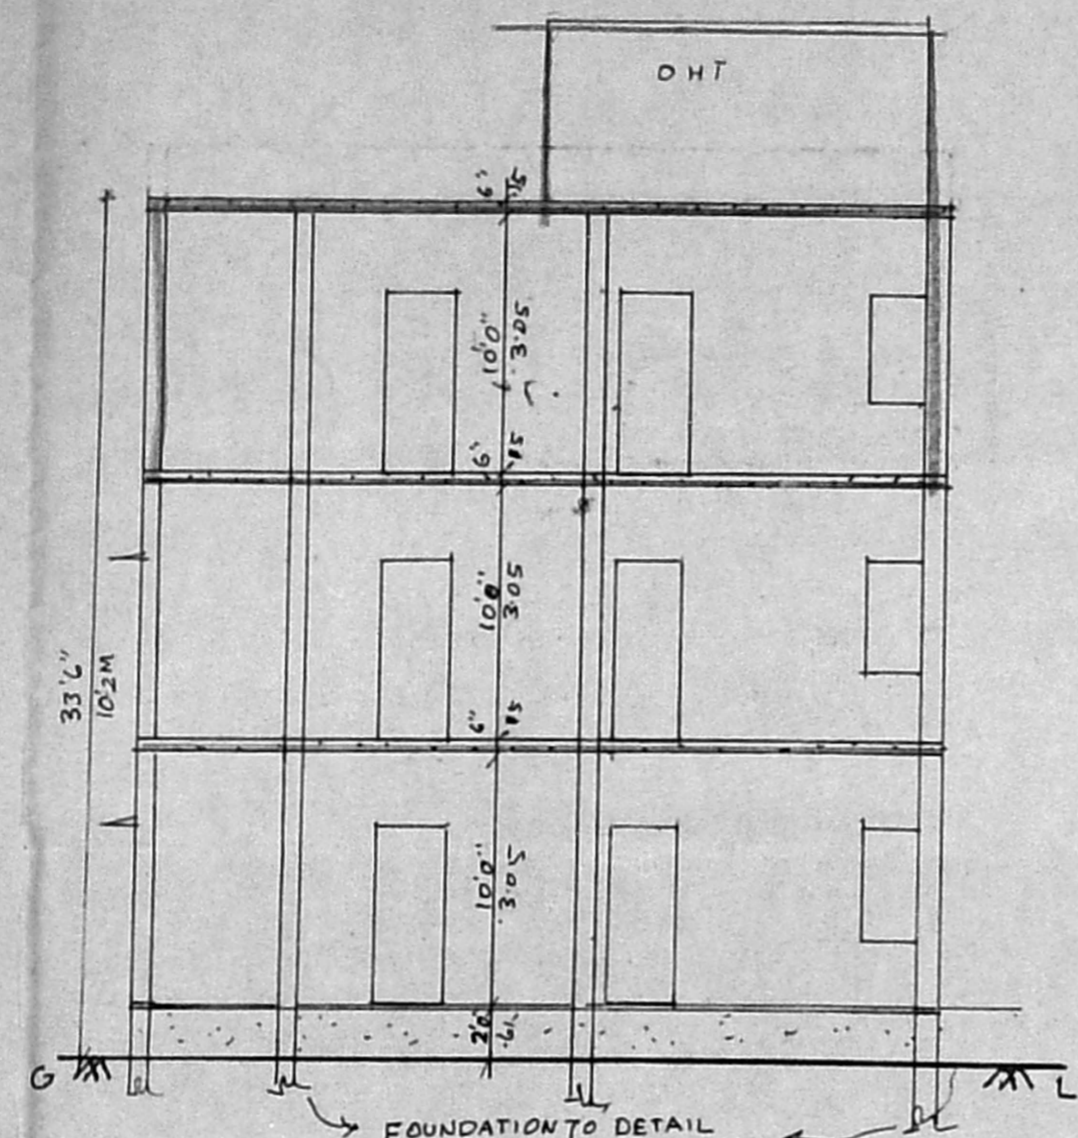 OHT
6" .15
10'0" 3.05
6" .15
10'0" 3.05
33'6" 10'2M
6" .15
10'0" 3.05
2'0" .61
G L
FOUNDATION TO DETAIL